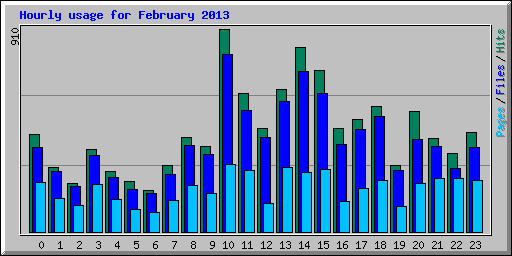 Hourly usage for February 2013
910
Pages / Files / Hits
0 1 2 3 4 5 6 7 8 9 10 11 12 13 14 15 16 17 18 19 20 21 22 23